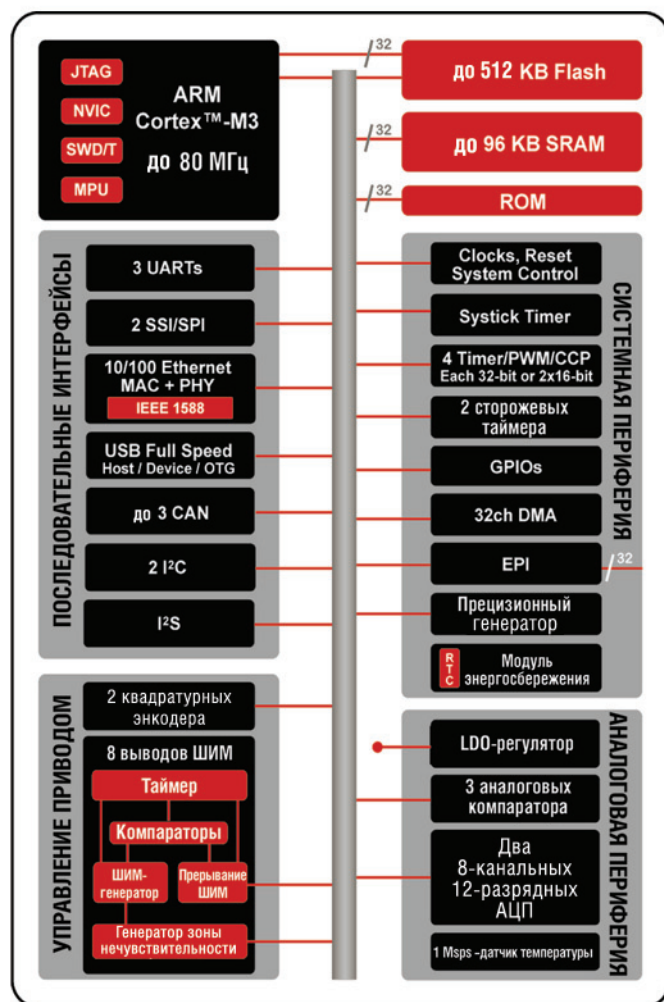 JTAG
NVIC
SWD/T
MPU
ARM
Cortex™-M3
до 80 МГц
32
до 512 KB Flash
32
до 96 KB SRAM
32
ROM
ПОСЛЕДОВАТЕЛЬНЫЕ ИНТЕРФЕЙСЫ
3 UARTs
2 SSI/SPI
10/100 Ethernet
MAC + PHY
IEEE 1588
USB Full Speed
Host / Device / OTG
до 3 CAN
2 I²C
I²S
СИСТЕМНАЯ ПЕРИФЕРИЯ
Clocks, Reset
System Control
Systick Timer
4 Timer/PWM/CCP
Each 32-bit or 2x16-bit
2 сторожевых
таймера
GPIOs
32ch DMA
EPI
32
Прецизионный
генератор
RTC
Модуль
энергосбережения
УПРАВЛЕНИЕ ПРИВОДОМ
2 квадратурных
энкодера
8 выводов ШИМ
Таймер
Компараторы
ШИМ-
генератор
Прерывание
ШИМ
Генератор зоны
нечувствительности
АНАЛОГОВАЯ ПЕРИФЕРИЯ
LDO-регулятор
3 аналоговых
компаратора
Два
8-канальных
12-разрядных
АЦП
1 Msps -датчик температуры